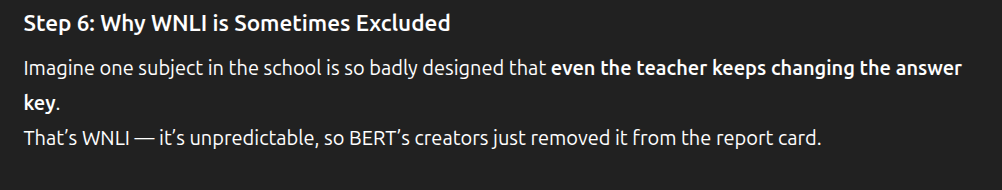 Step 6: Why WNLI is Sometimes Excluded
Imagine one subject in the school is so badly designed that even the teacher keeps changing the answer
key.
That’s WNLI — it’s unpredictable, so BERT’s creators just removed it from the report card.